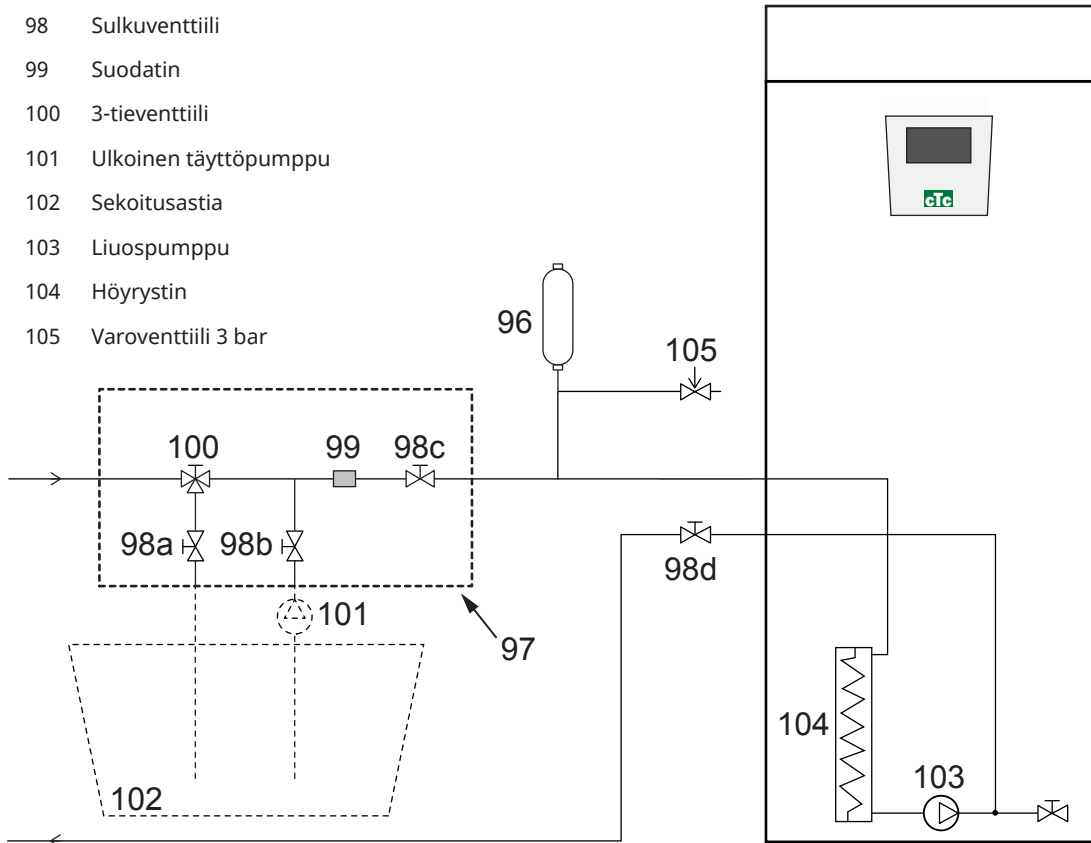 98 Sulkuventtiili
99 Suodatin
100 3-tieventtiili
101 Ulkoinen täyttöpumppu
102 Sekoitusastia
103 Liuospumppu
104 Höyrystin
105 Varoventtiili 3 bar
cTc
96
105
100 99 98c
98a 98b
98d
101
97
104
103
102